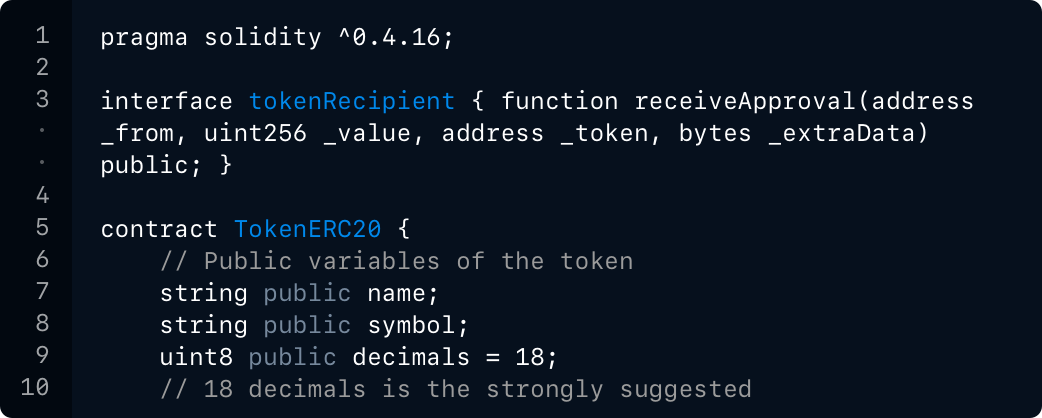 1 pragma solidity ^0.4.16;
2
3 interface tokenRecipient { function receiveApproval(address
· _from, uint256 _value, address _token, bytes _extraData)
· public; }
4
5 contract TokenERC20 {
6 // Public variables of the token
7 string public name;
8 string public symbol;
9 uint8 public decimals = 18;
10 // 18 decimals is the strongly suggested